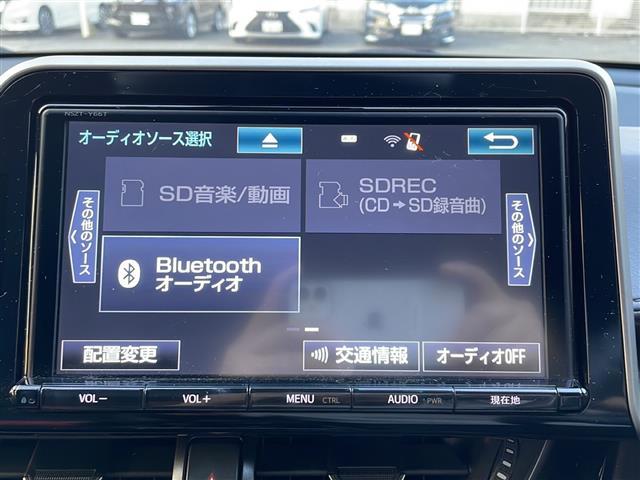 NSZT-Y66T
オーディオソース選択
SD音楽/動画
SDREC
(CD→SD録音曲)
その他のソース
その他のソース
Bluetooth
オーディオ
配置変更
交通情報
オーディオOFF
VOL−
VOL+
MENU CTRL
AUDIO PWR
現在地